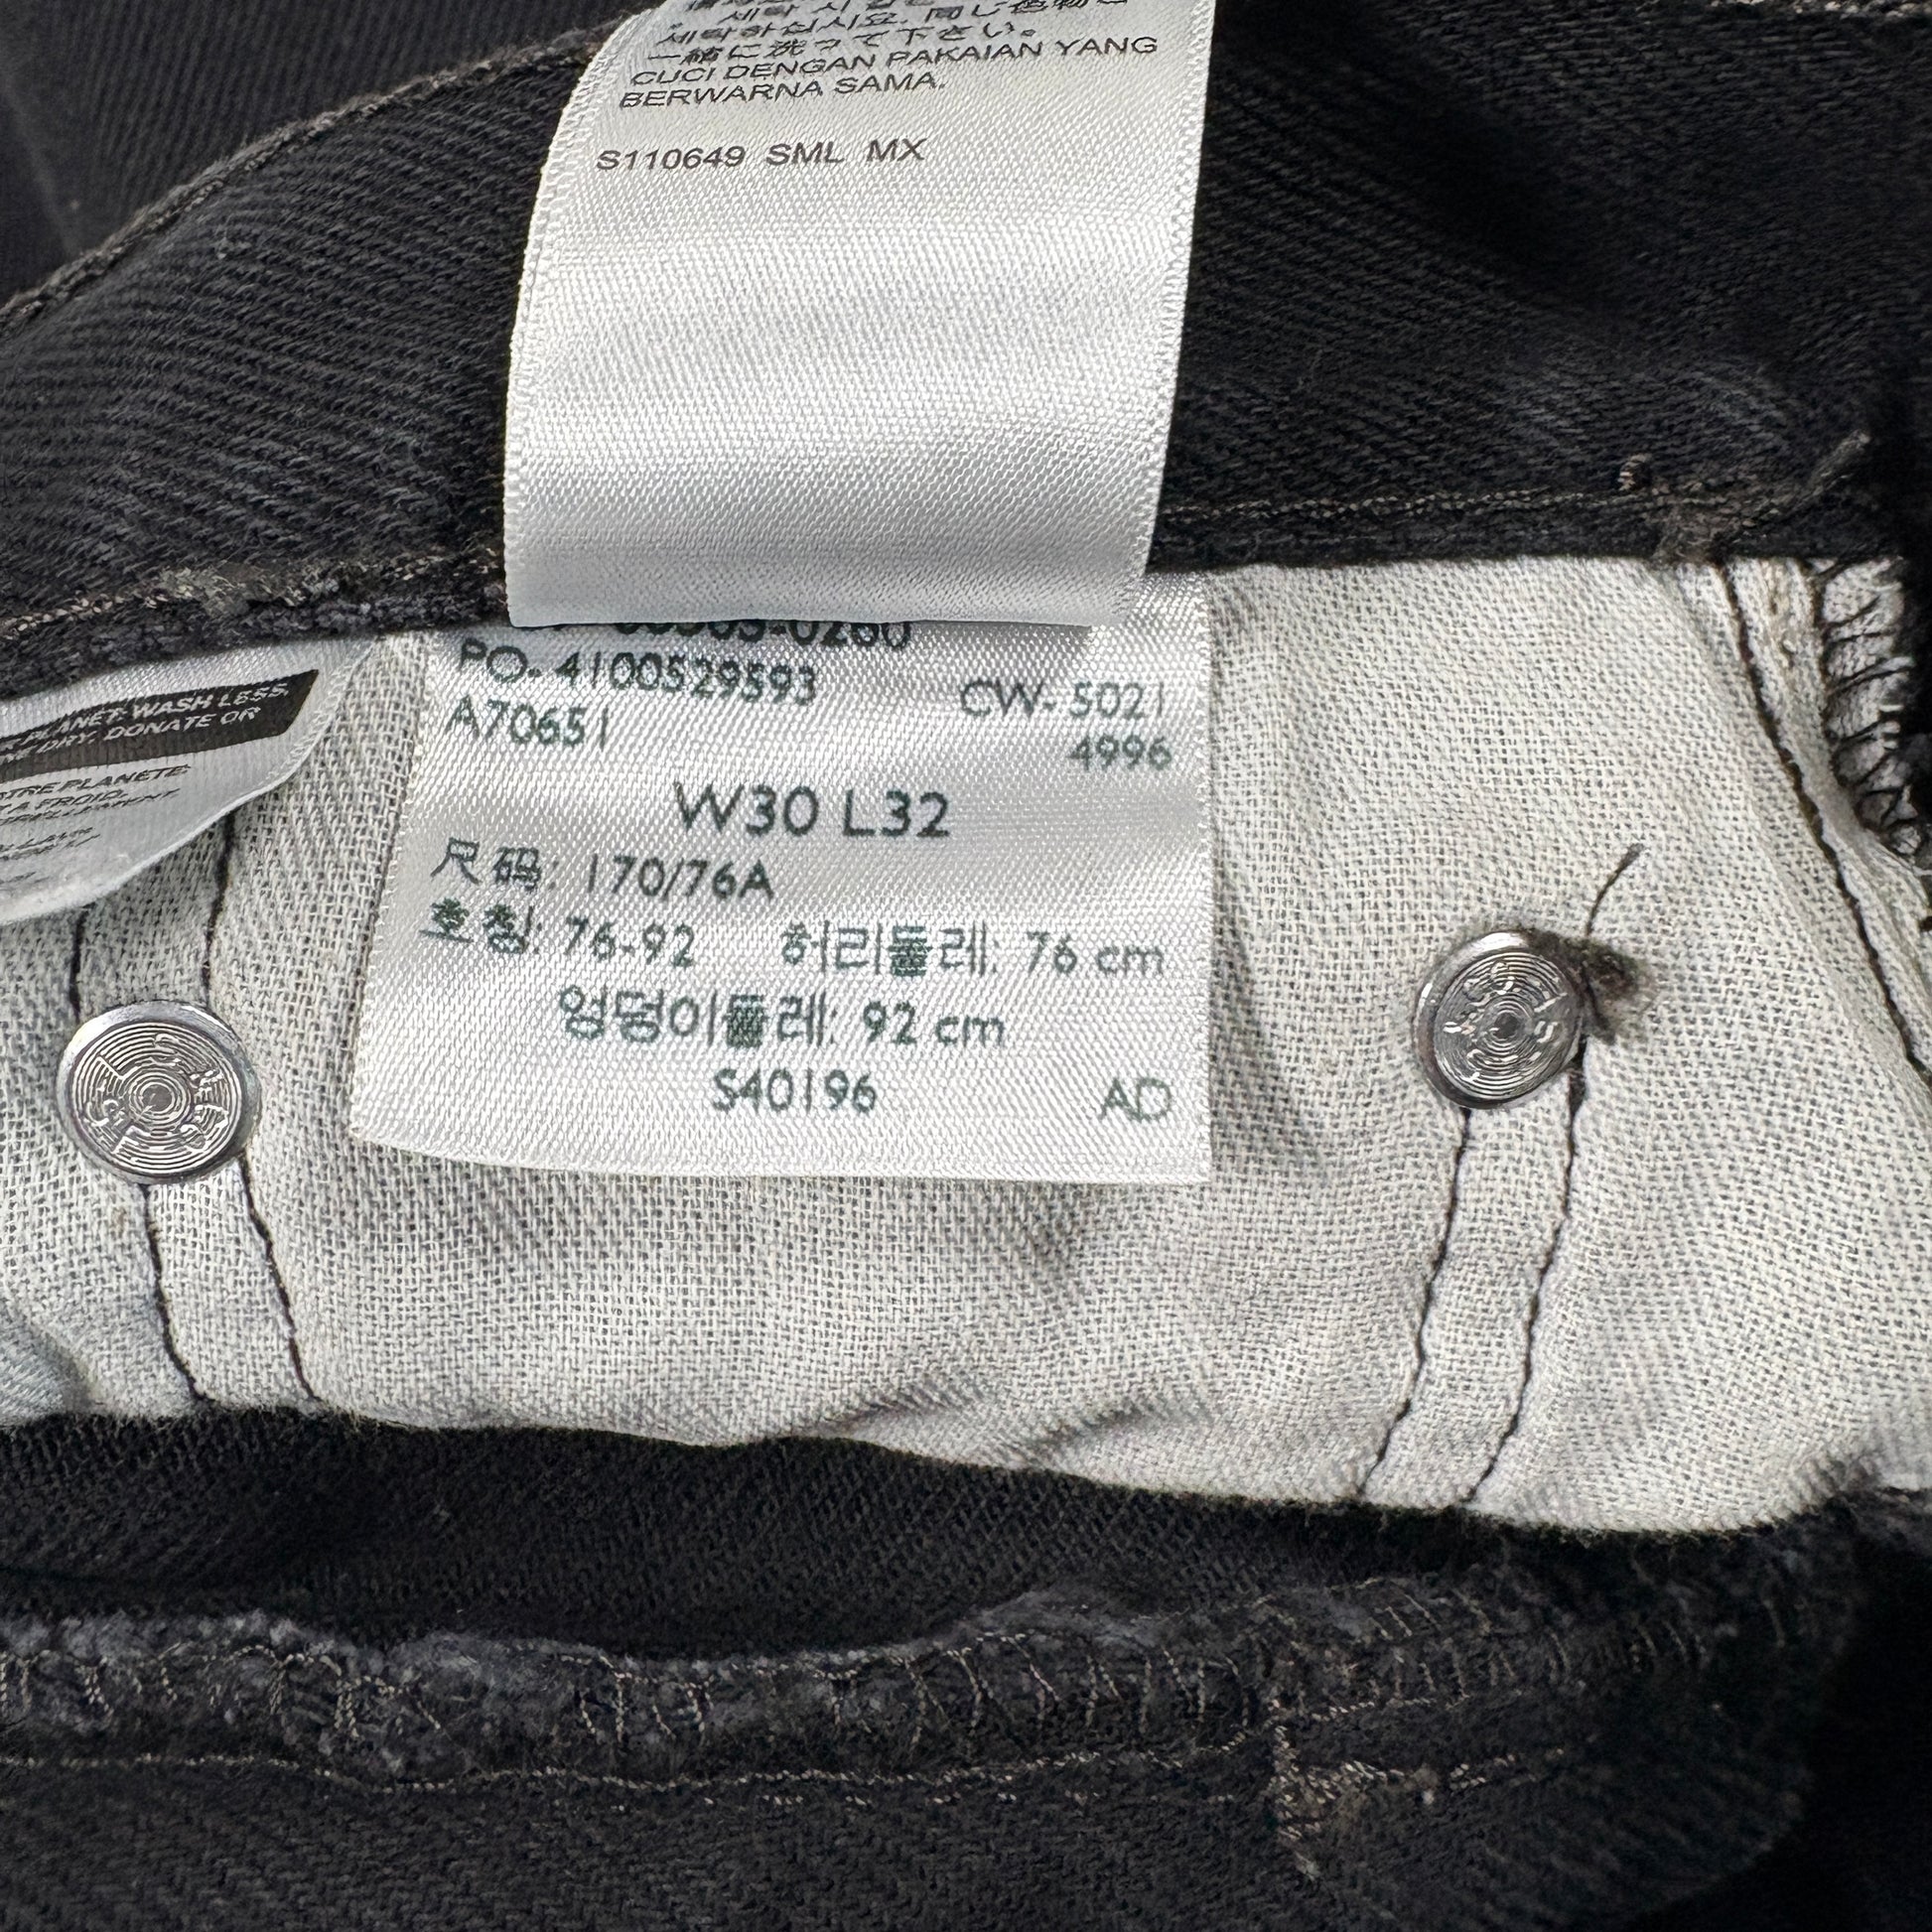 세탁하십시요. 同じ色物と
一緒に洗って下さい。
CUCI DENGAN PAKAIAN YANG
BERWARNA SAMA.
S110649 SML MX
PO- 4100529593
CW- 5021
A70651
4996
W30 L32
尺码: 170/76A
호칭: 76-92 허리둘레: 76 cm
엉덩이둘레: 92 cm
S40196 AD
PLANET: WASH LESS,
DRY, DONATE OR
PLANÈTE:
À FROID,